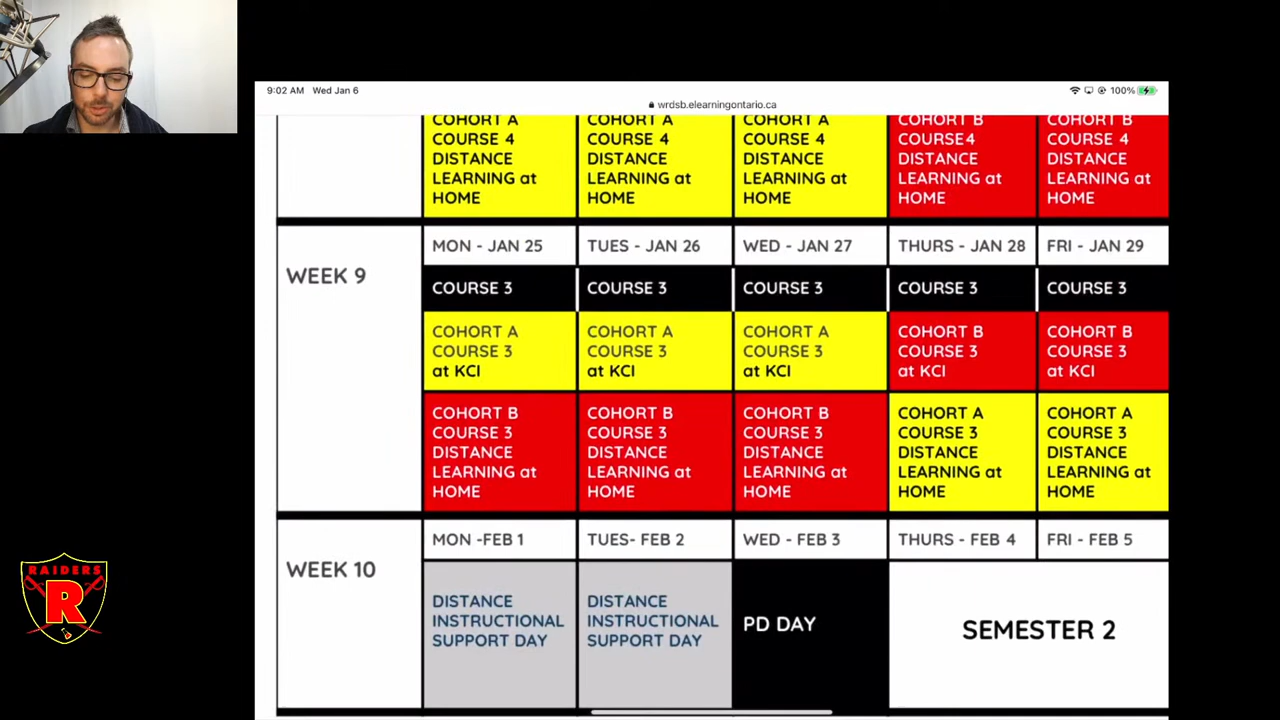 9:02 AM Wed Jan 6
100%
wrdsb.elearningontario.ca
COHORT A
COURSE 4
DISTANCE
LEARNING at
HOME
COHORT A
COURSE 4
DISTANCE
LEARNING at
HOME
COHORT A
COURSE 4
DISTANCE
LEARNING at
HOME
COHORT B
COURSE4
DISTANCE
LEARNING at
HOME
COHORT B
COURSE 4
DISTANCE
LEARNING at
HOME
WEEK 9
MON - JAN 25
TUES - JAN 26
WED - JAN 27
THURS - JAN 28
FRI - JAN 29
COURSE 3
COURSE 3
COURSE 3
COURSE 3
COURSE 3
COHORT A
COURSE 3
at KCI
COHORT A
COURSE 3
at KCI
COHORT A
COURSE 3
at KCI
COHORT B
COURSE 3
at KCI
COHORT B
COURSE 3
at KCI
COHORT B
COURSE 3
DISTANCE
LEARNING at
HOME
COHORT B
COURSE 3
DISTANCE
LEARNING at
HOME
COHORT B
COURSE 3
DISTANCE
LEARNING at
HOME
COHORT A
COURSE 3
DISTANCE
LEARNING at
HOME
COHORT A
COURSE 3
DISTANCE
LEARNING at
HOME
WEEK 10
MON -FEB 1
TUES- FEB 2
WED - FEB 3
THURS - FEB 4
FRI - FEB 5
DISTANCE
INSTRUCTIONAL
SUPPORT DAY
DISTANCE
INSTRUCTIONAL
SUPPORT DAY
PD DAY
SEMESTER 2
RAIDERS
R